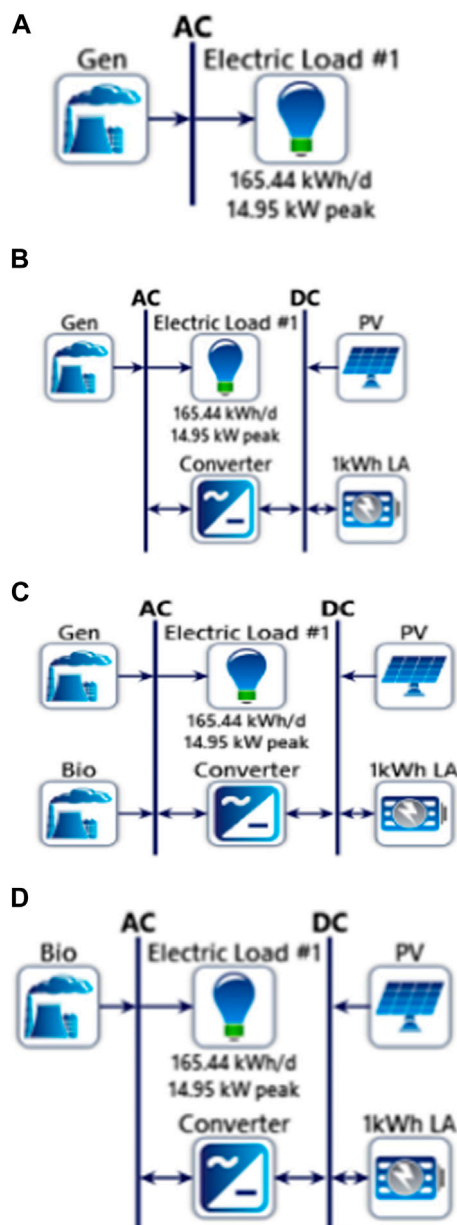 A
AC
Gen Electric Load #1
165.44 kWh/d
14.95 kW peak
B
AC DC
Gen Electric Load #1 PV
165.44 kWh/d
14.95 kW peak
Converter 1kWh LA
C
AC DC
Gen Electric Load #1 PV
165.44 kWh/d
14.95 kW peak
Bio Converter 1kWh LA
D
AC DC
Bio Electric Load #1 PV
165.44 kWh/d
14.95 kW peak
Converter 1kWh LA